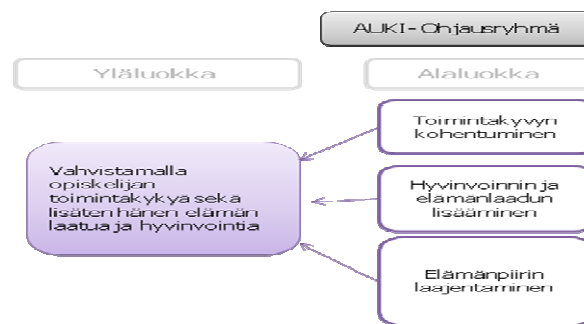 AUKI- Ohjausryhmä
Yläluokka
Alaluokka
Toimintakyvyn
kohentuminen
Vahvistamalla
opiskelijan
toimintakykyä sekä
lisäten hänen elämän
laatua ja hyvinvointia
Hyvinvoinnin ja
elämänlaadun
lisääminen
Elämänpiirin
laajentaminen